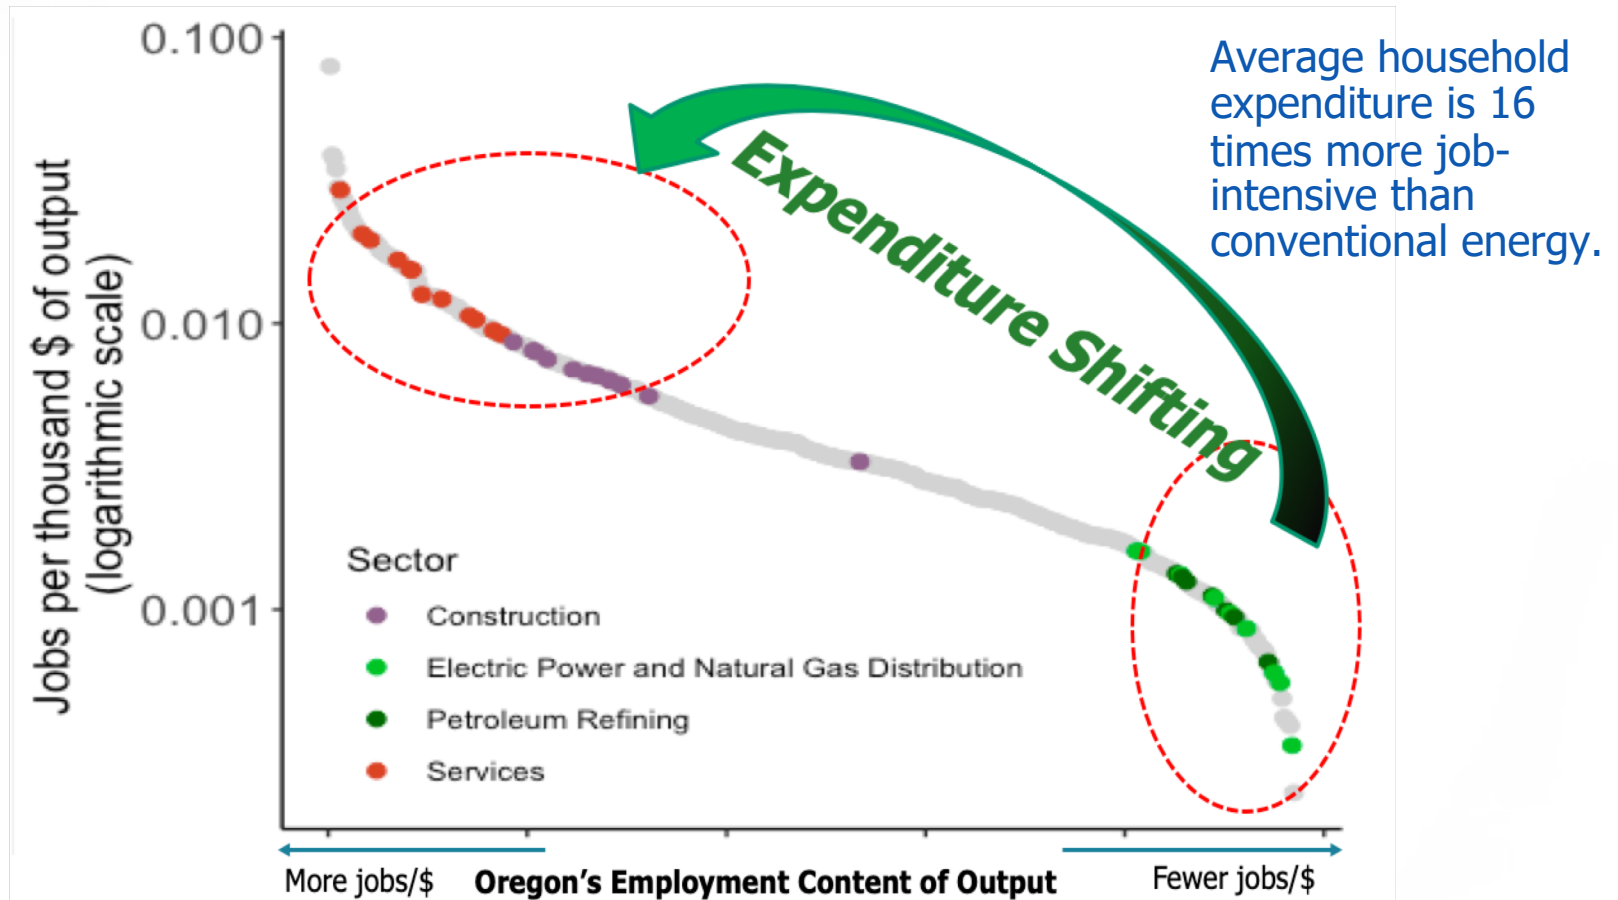 Average household
expenditure is 16
times more job-
intensive than
conventional energy.
Expenditure Shifting
Jobs per thousand $ of output
(logarithmic scale)
0.100
0.010
0.001
Sector
Construction
Electric Power and Natural Gas Distribution
Petroleum Refining
Services
More jobs/$
Oregon’s Employment Content of Output
Fewer jobs/$